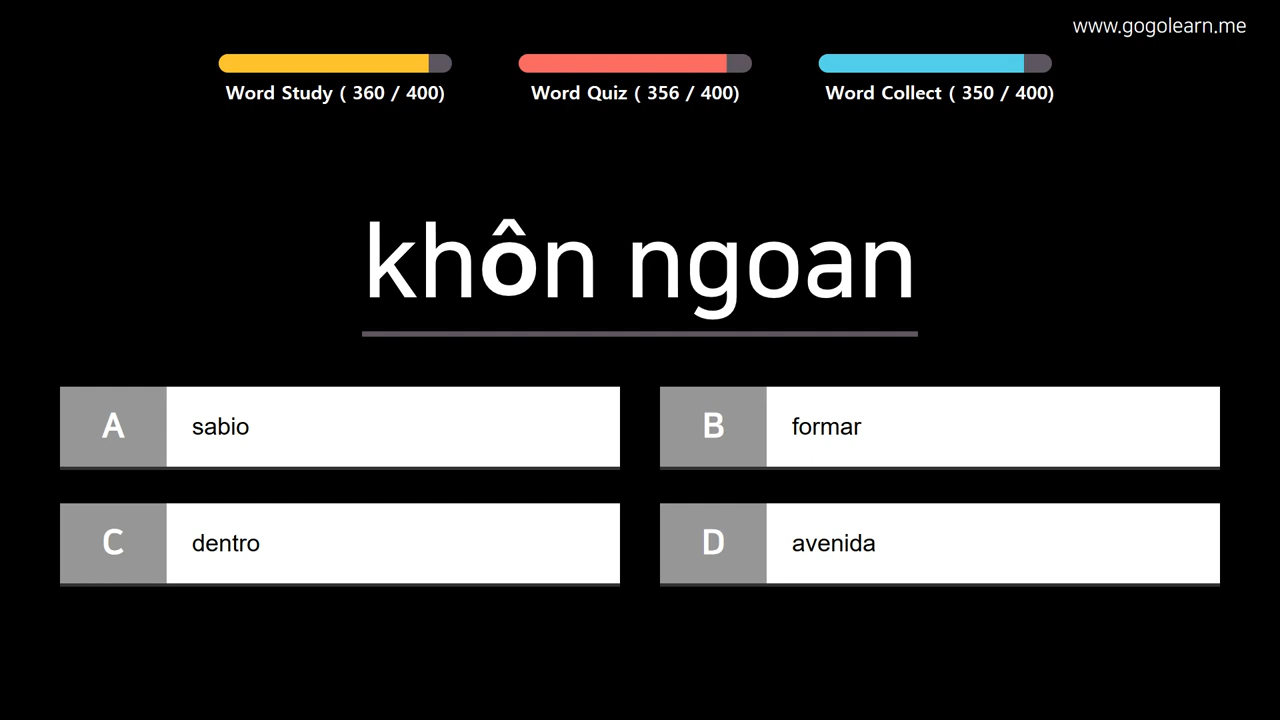 www.gogolearn.me
Word Study ( 360 / 400)
Word Quiz ( 356 / 400)
Word Collect ( 350 / 400)
khôn ngoan
A sabio
B formar
C dentro
D avenida